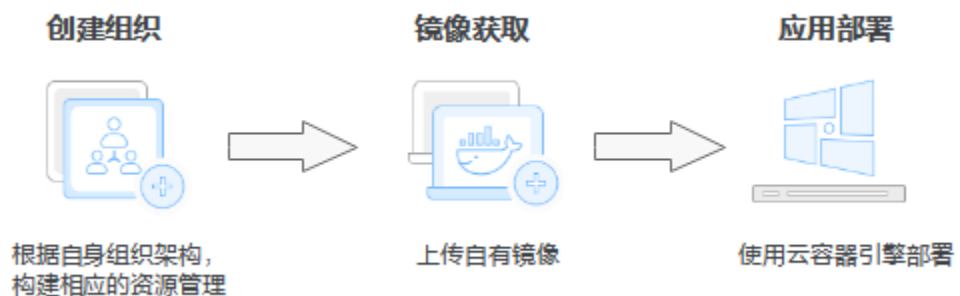 创建组织
镜像获取
应用部署
根据自身组织架构，
构建相应的资源管理
上传自有镜像
使用云容器引擎部署